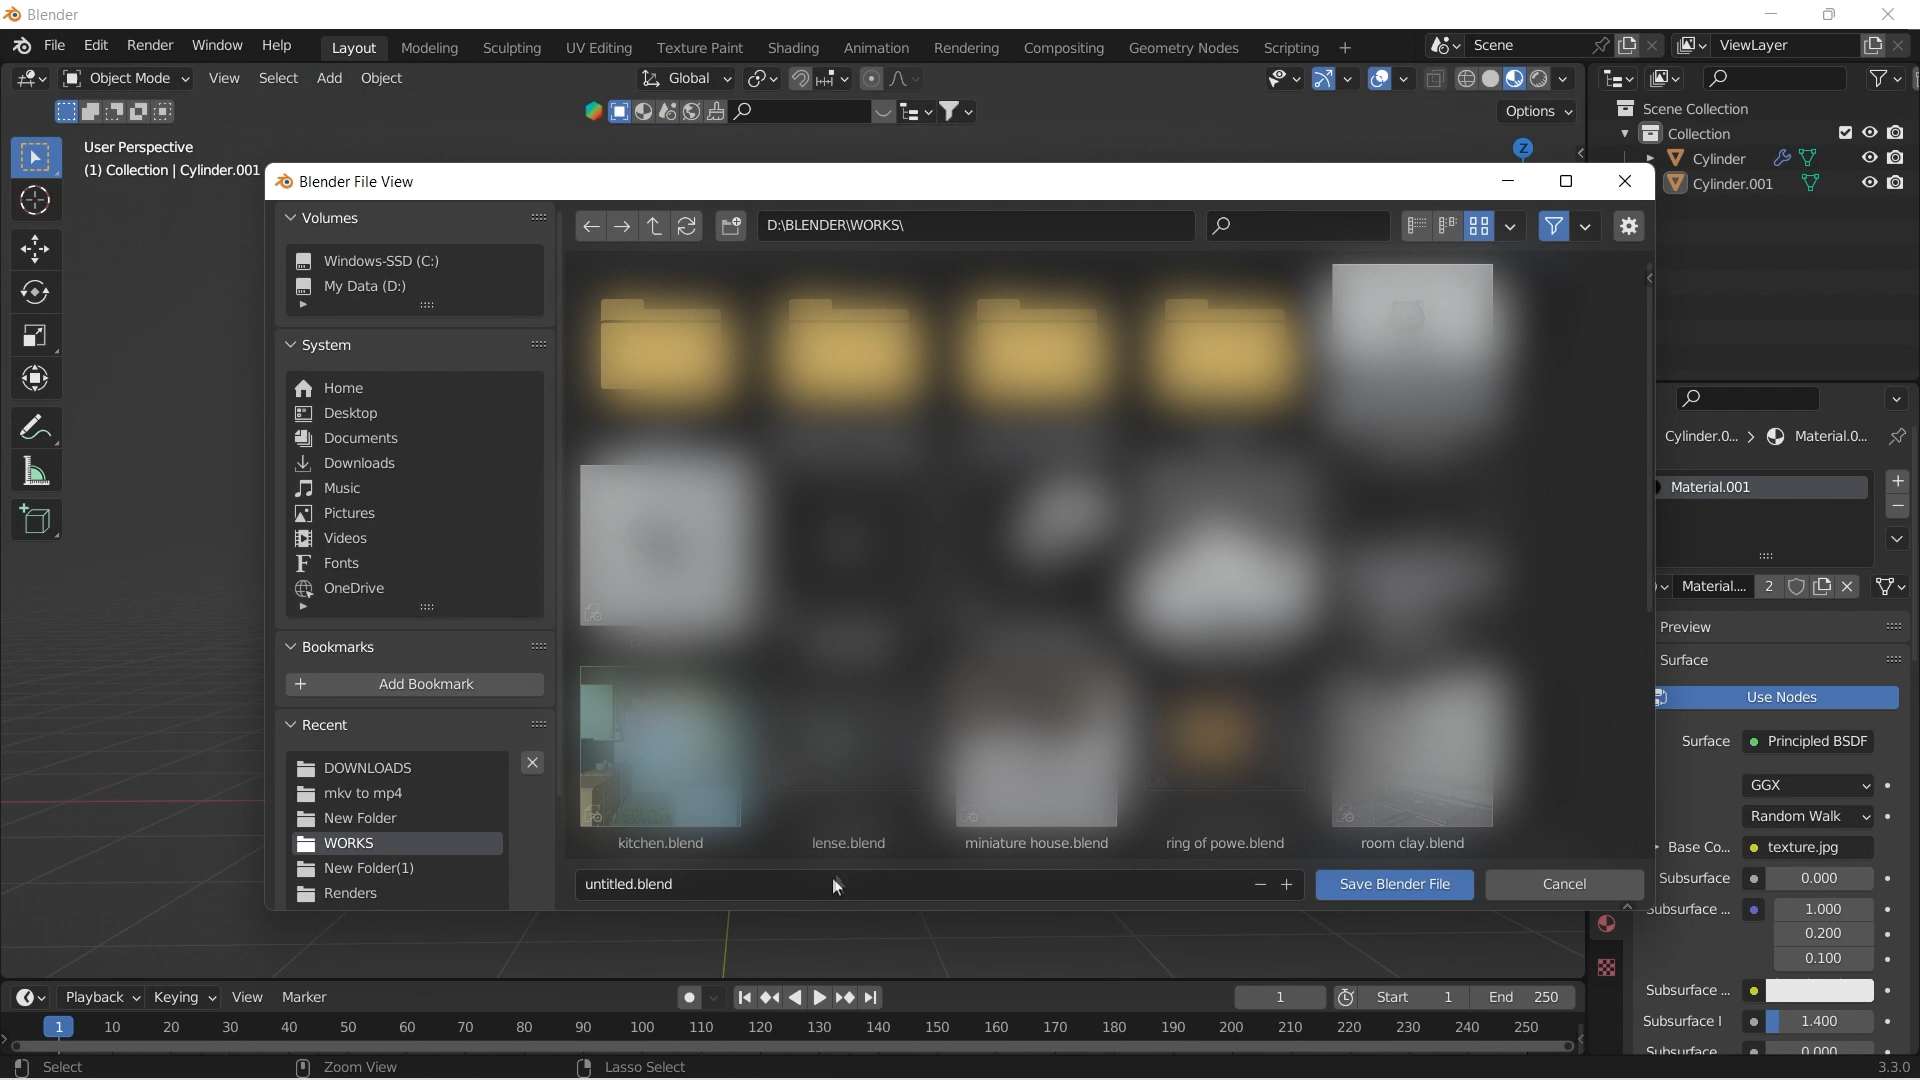 Blender
File Edit Render Window Help Layout Modeling Sculpting UV Editing Texture Paint Shading Animation Rendering Compositing Geometry Nodes Scripting + Scene ViewLayer
Object Mode View Select Add Object Global
Options
User Perspective
(1) Collection | Cylinder.001
Z
Scene Collection
Collection
Cylinder
Cylinder.001
Blender File View
Volumes
Windows-SSD (C:)
My Data (D:)
System
Home
Desktop
Documents
Downloads
Music
Pictures
Videos
Fonts
OneDrive
Bookmarks
+ Add Bookmark
Recent
DOWNLOADS
mkv to mp4
New Folder
WORKS
New Folder(1)
Renders
D:\BLENDER\WORKS\
kitchen.blend lense.blend miniature house.blend ring of powe.blend room clay.blend
untitled.blend
Save Blender File Cancel
Cylinder.0... > Material.0...
Material.001
Material.... 2
Preview
Surface
Use Nodes
Surface Principled BSDF
GGX
Random Walk
Base Co... texture.jpg
Subsurface 0.000
Subsurface ... 1.000
0.200
0.100
Subsurface ...
Subsurface I 1.400
Subsurface 0.000
Playback Keying View Marker 1 Start 1 End 250
1 10 20 30 40 50 60 70 80 90 100 110 120 130 140 150 160 170 180 190 200 210 220 230 240 250
Select Zoom View Lasso Select 3.3.0